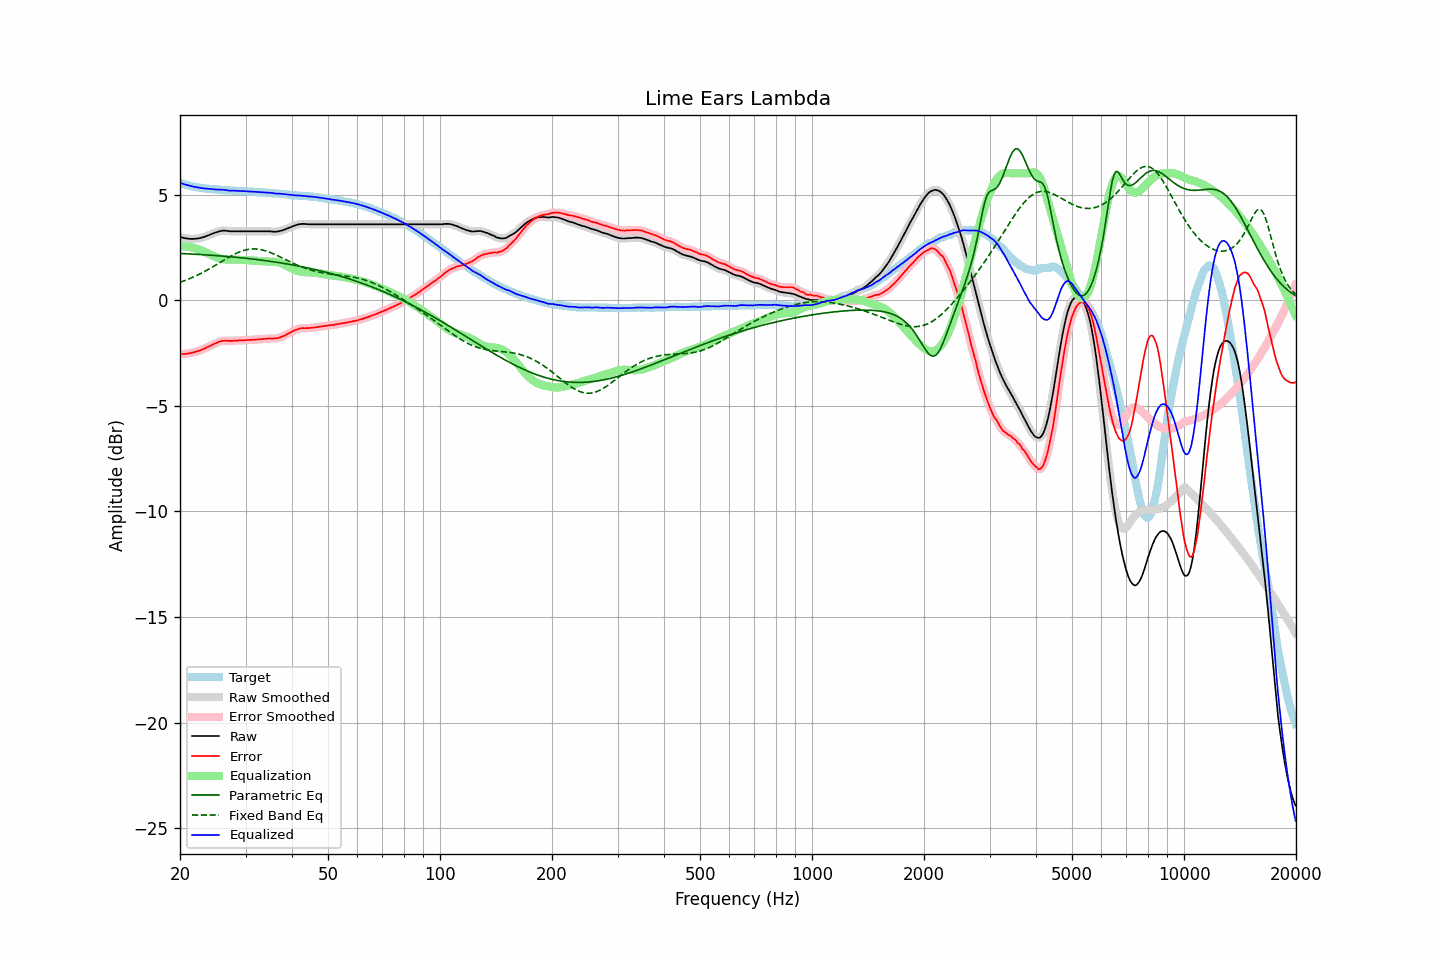 Lime Ears Lambda
5
0
−5
−10
−15
−20
−25
Amplitude (dBr)
Target
Raw Smoothed
Error Smoothed
Raw
Error
Equalization
Parametric Eq
Fixed Band Eq
Equalized
20 50 100 200 500 1000 2000 5000 10000 20000
Frequency (Hz)